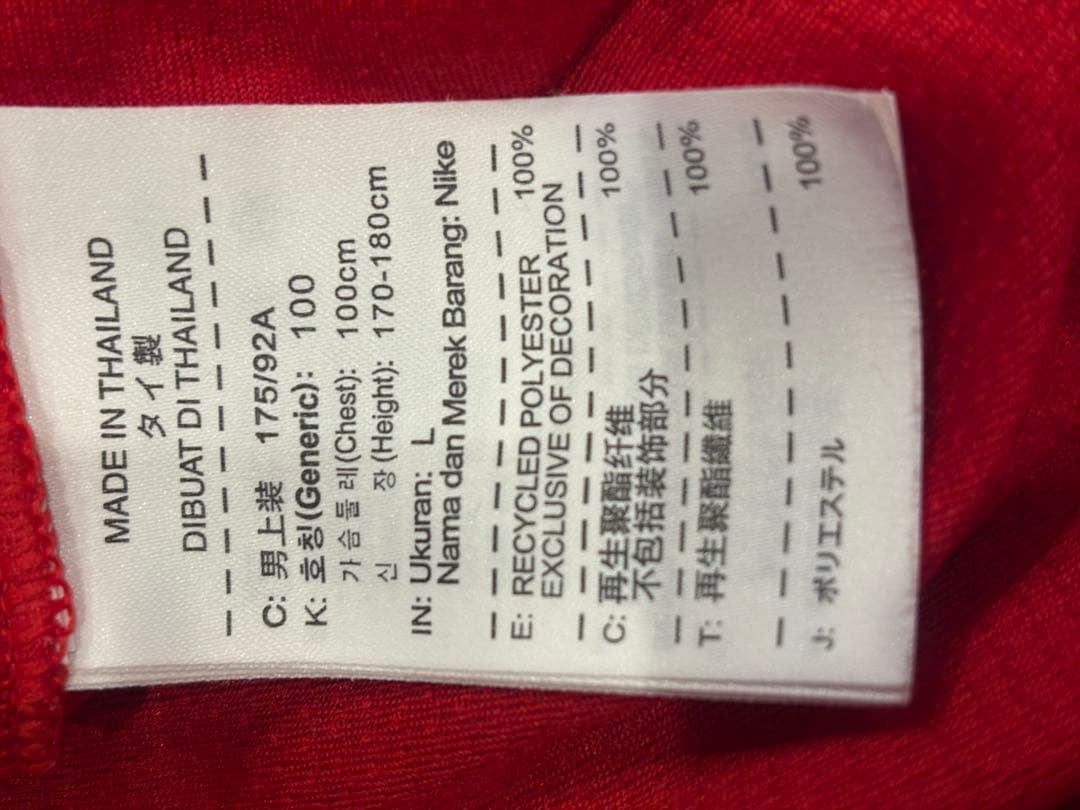 MADE IN THAILAND
タイ製
DIBUAT DI THAILAND
C: 男上装 175/92A
K: 호칭(Generic): 100
가슴둘레(Chest): 100cm
신 장(Height): 170-180cm
IN: Ukuran: L
Nama dan Merek Barang: Nike
E: RECYCLED POLYESTER 100%
EXCLUSIVE OF DECORATION
C: 再生聚酯纤维 100%
不包括装饰部分
T: 再生聚酯纖維 100%
J: ポリエステル 100%